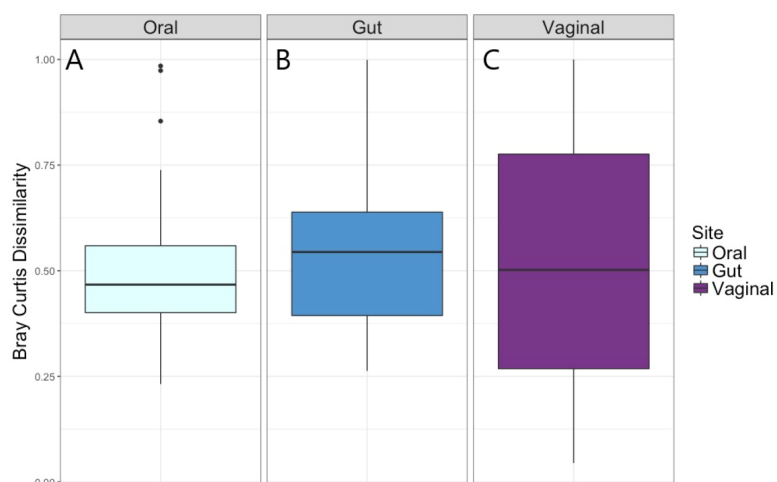 Oral
Gut
Vaginal
A
B
C
1.00
0.75
0.50
0.25
0.00
Bray Curtis Dissimilarity
Site
Oral
Gut
Vaginal